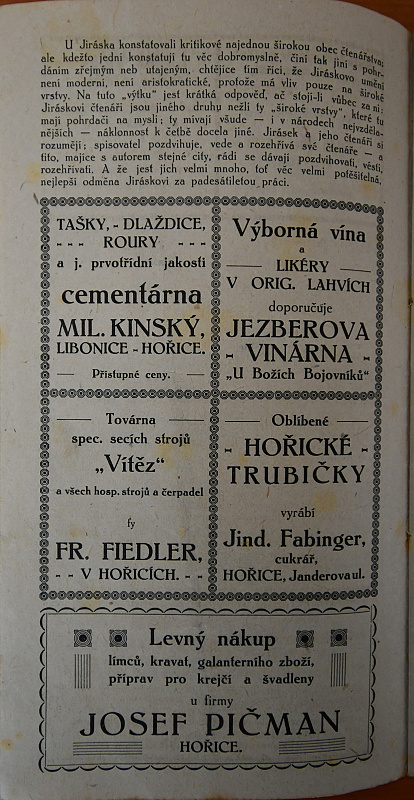 U Jiráska konstatovali kritikové najednou širokou obec čtenářstva;
ale kdežto jedni konstatují tu věc dobromyslně, činí tak jiní s pohr-
dáním zřejmým neb utajeným, chtějíce tím říci, že Jiráskovo umění
není moderní, není aristokratické, protože má vliv pouze na široké
vrstvy. Na tuto „výtku“ jest krátká odpověď, ač stojí-li vůbec za ni:
Jiráskovi čtenáři jsou jiného druhu nežli ty „široké vrstvy“, které tu
mají pohrdači na mysli; ty mívají všude — i v národech nejvzděla-
nějších — náklonnost k četbě docela jiné. Jirásek a jeho čtenáři si
rozumějí; spisovatel pozdvihuje, vede a rozehřívá své čtenáře — a
tito, majíce s autorem stejné city, rádi se dávají pozdvihovati, vésti,
rozehřívati. A že jest jich velmi mnoho, toť věc velmi potěšitelná,
nejlepší odměna Jiráskovi za padesátiletou práci.
TAŠKY, - DLAŽDICE,
- - - ROURY - - -
a j. prvotřídní jakosti
cementárna
MIL. KINSKÝ,
LIBONICE - HOŘICE.
Přístupné ceny.
Výborná vína
a
LIKÉRY
V ORIG. LAHVÍCH
doporučuje
JEZBEROVA
- VINÁRNA -
„U Božích Bojovníků“
Továrna
spec. secích strojů
„Vítěz“
a všech hosp. strojů a čerpadel
fy
FR. FIEDLER,
- - V HOŘICÍCH. - -
Oblíbené
- HOŘICKÉ -
TRUBIČKY
vyrábí
Jind. Fabinger,
cukrář,
HOŘICE, Janderova ul.
Levný nákup
límců, kravat, galanterního zboží,
příprav pro krejčí a švadleny
u firmy
JOSEF PIČMAN
HOŘICE.